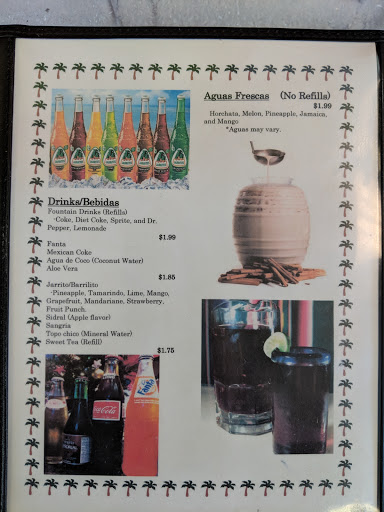 Drinks/Bebidas
Fountain Drinks (Refills)
-Coke, Diet Coke, Sprite, and Dr.
Pepper, Lemonade
$1.99
Fanta
Mexican Coke
Agua de Coco (Coconut Water)
Aloe Vera
$1.85
Jarrito/Barrilito
-Pineapple, Tamarindo, Lime, Mango,
Grapefruit, Mandariane, Strawberry,
Fruit Punch.
Sidral (Apple flavor)
Sangria
Topo chico (Mineral Water)
Sweet Tea (Refill)
$1.75
Coca-Cola
Fanta
Aguas Frescas (No Refills)
$1.99
Horchata, Melon, Pineapple, Jamaica,
and Mango
*Aguas may vary.